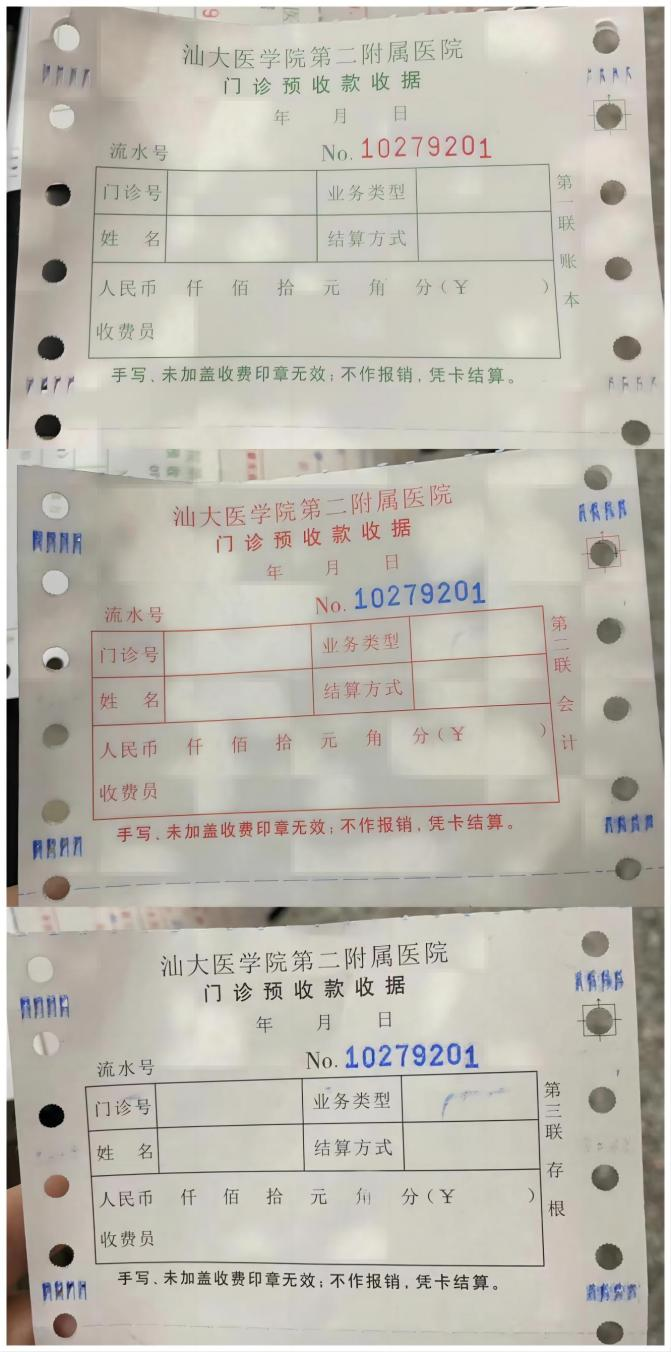 汕大医学院第二附属医院
门诊预收款收据
年 月 日
流水号 No. 10279201
门诊号 业务类型
姓 名 结算方式
人民币 仟 佰 拾 元 角 分(¥ )
收费员
第一联账本
手写、未加盖收费印章无效;不作报销,凭卡结算。
汕大医学院第二附属医院
门诊预收款收据
年 月 日
流水号 No. 10279201
门诊号 业务类型
姓 名 结算方式
人民币 仟 佰 拾 元 角 分(¥ )
收费员
第二联会计
手写、未加盖收费印章无效;不作报销,凭卡结算。
汕大医学院第二附属医院
门诊预收款收据
年 月 日
流水号 No. 10279201
门诊号 业务类型
姓 名 结算方式
人民币 仟 佰 拾 元 角 分(¥ )
收费员
第三联存根
手写、未加盖收费印章无效;不作报销,凭卡结算。